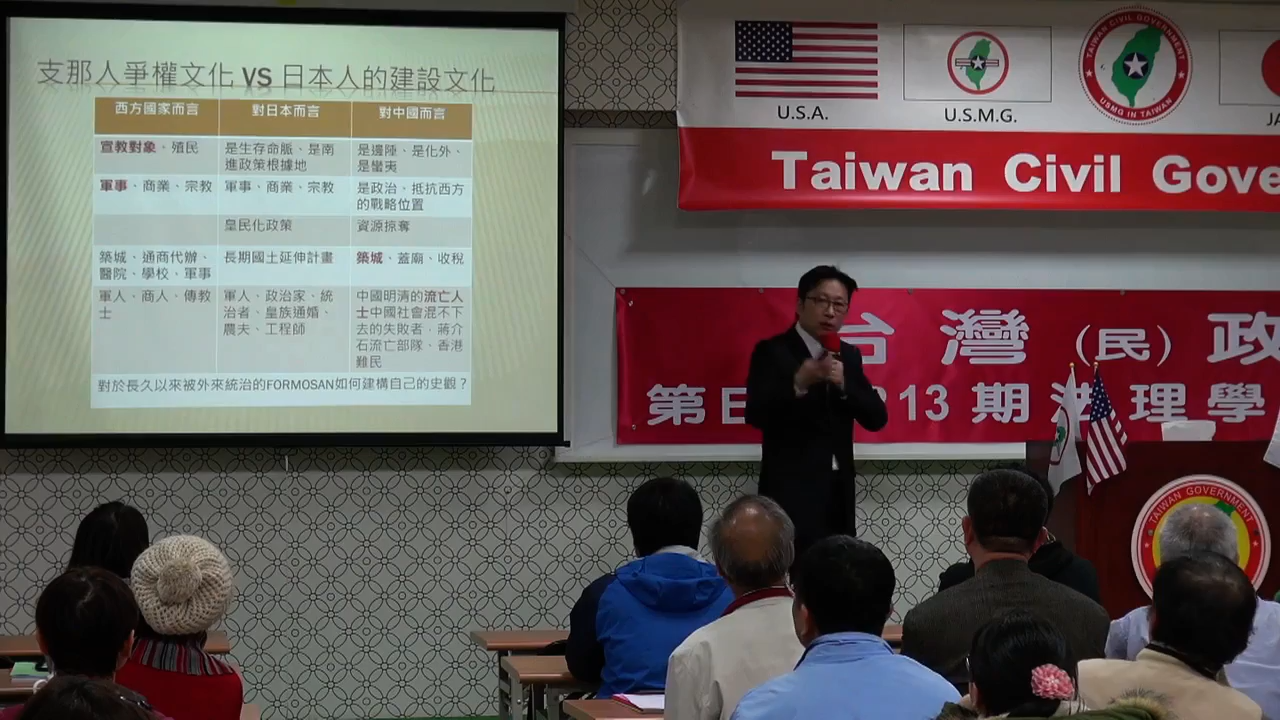 支那人爭權文化 VS 日本人的建設文化
西方國家而言 對日本而言 對中國而言
宣教對象、殖民 是生存命脈、是南進政策根據地 是邊陲、是化外、是蠻夷
軍事、商業、宗教 軍事、商業、宗教 是政治、抵抗西方的戰略位置
皇民化政策 資源掠奪
築城、通商代辦、醫院、學校、軍事 長期國土延伸計畫 築城、蓋廟、收稅
軍人、商人、傳教士 軍人、政治家、統治者、皇族通婚、農夫、工程師 中國明清的流亡人士中國社會混不下去的失敗者，蔣介石流亡部隊、香港難民
對於長久以來被外來統治的FORMOSAN如何建構自己的史觀？
U.S.A. U.S.M.G.
TAIWAN CIVIL GOVERNMENT
USMG IN TAIWAN
Taiwan Civil Gove
台灣（民）政
第 213期 理學
TAIWAN GOVERNMENT